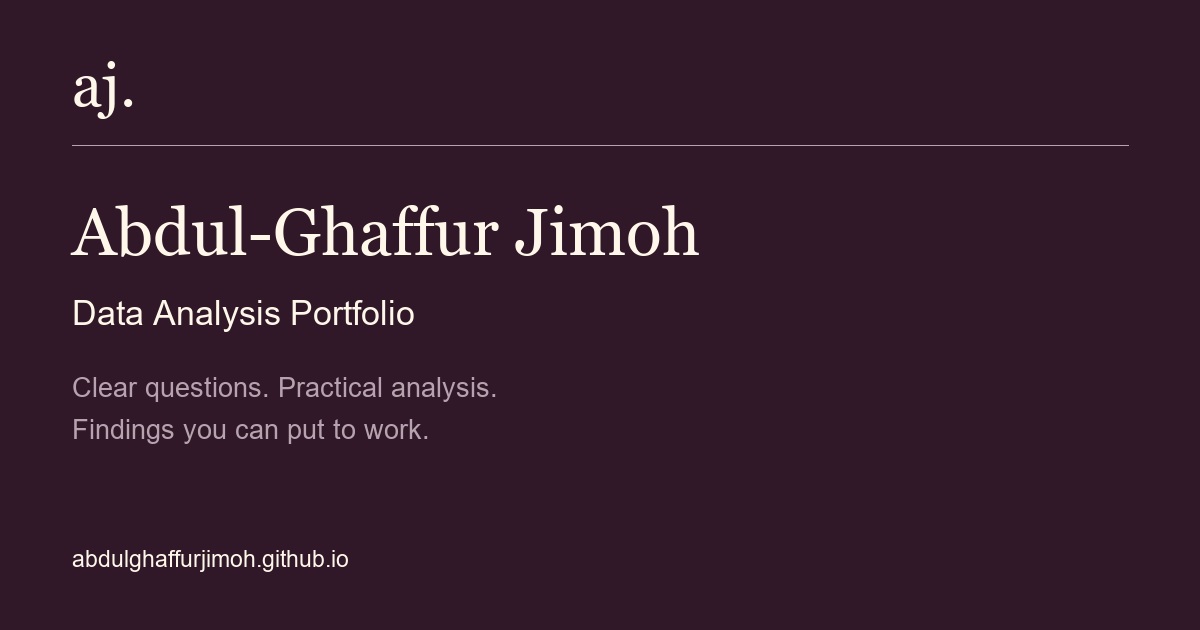 aj.
Abdul-Ghaffur Jimoh
Data Analysis Portfolio
Clear questions. Practical analysis.
Findings you can put to work.
abdulghaffurjimoh.github.io